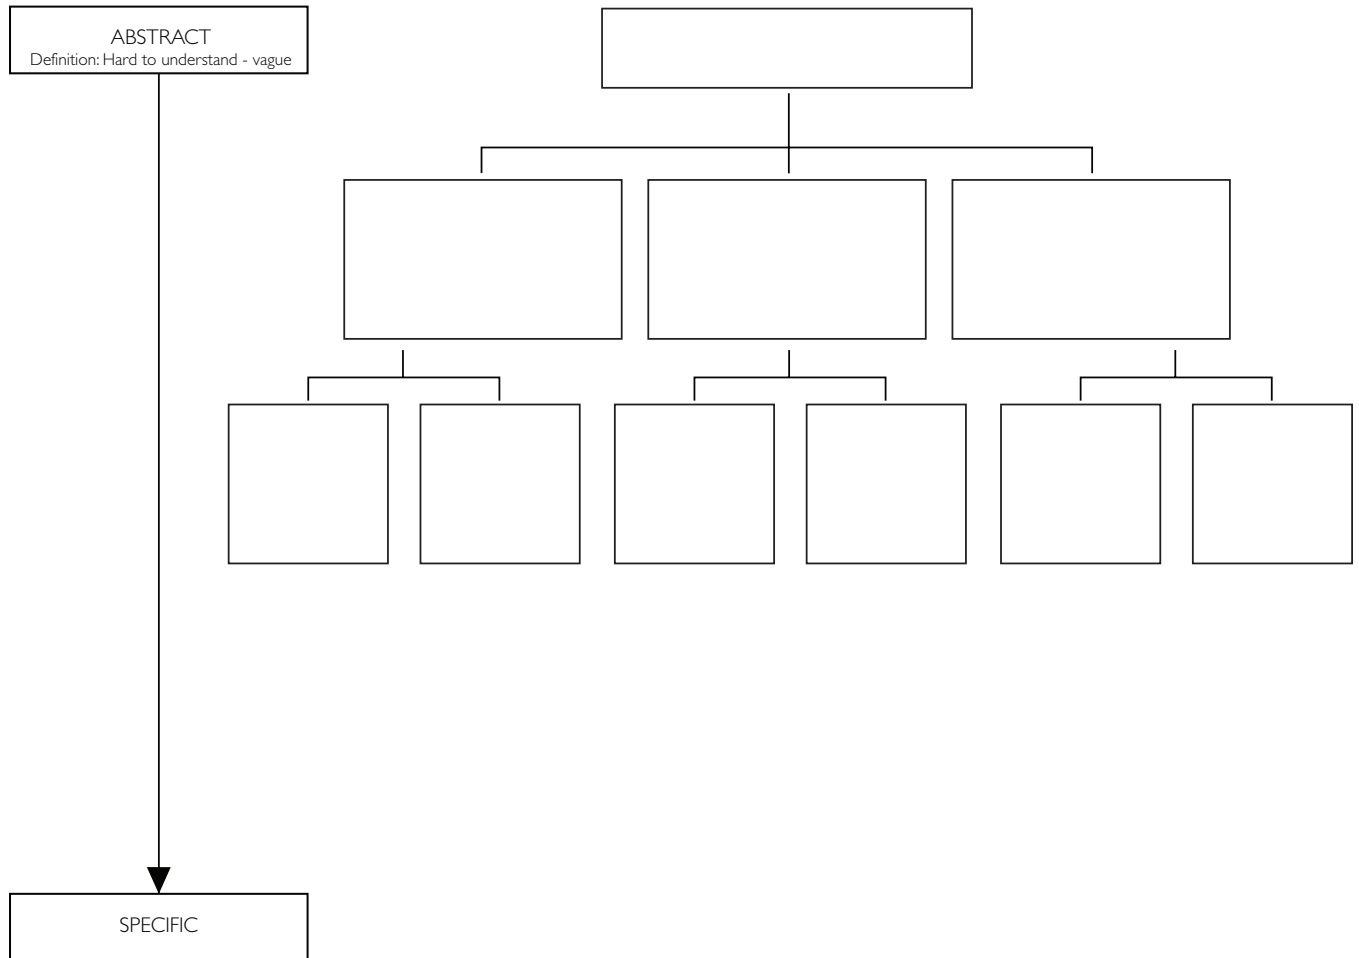 ABSTRACT
Definition: Hard to understand - vague
SPECIFIC